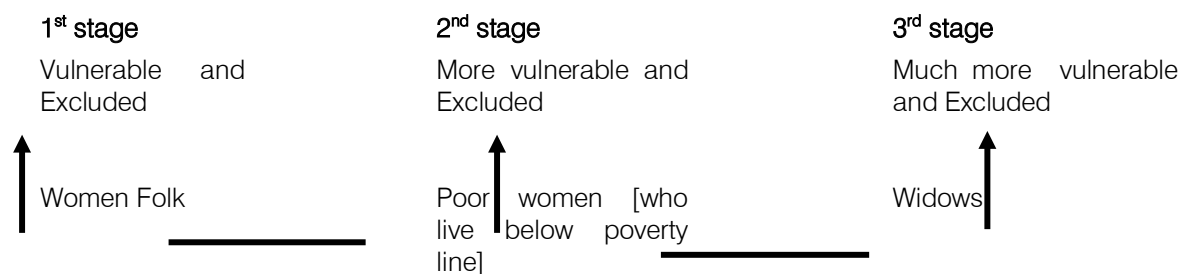 1st stage
Vulnerable and
Excluded
Women Folk
2nd stage
More vulnerable and
Excluded
Poor women [who
live below poverty
line]
3rd stage
Much more vulnerable
and Excluded
Widows